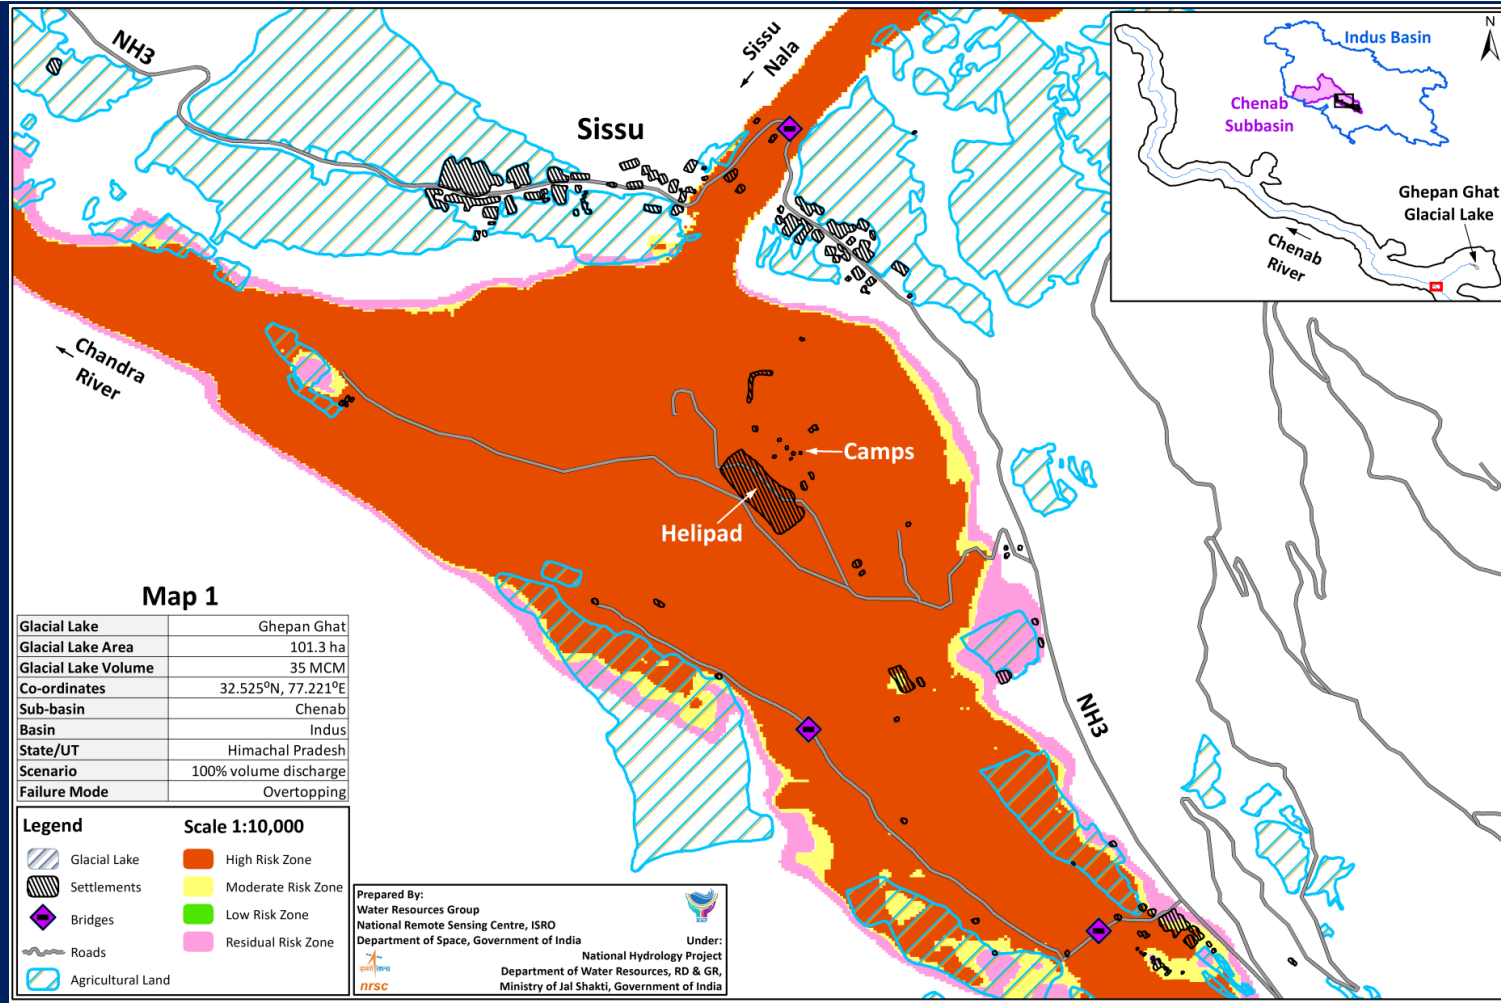 NH3
Sissu
Nala
Sissu
N
Indus Basin
Chenab
Subbasin
Ghepan Ghat
Glacial Lake
Chenab
River
Chandra
River
Camps
Helipad
NH3
Map 1
Glacial Lake Ghepan Ghat
Glacial Lake Area 101.3 ha
Glacial Lake Volume 35 MCM
Co-ordinates 32.525⁰N, 77.221⁰E
Sub-basin Chenab
Basin Indus
State/UT Himachal Pradesh
Scenario 100% volume discharge
Failure Mode Overtopping
Legend Scale 1:10,000
Glacial Lake High Risk Zone
Settlements Moderate Risk Zone
Bridges Low Risk Zone
Roads Residual Risk Zone
Agricultural Land
Prepared By:
Water Resources Group
National Remote Sensing Centre, ISRO
Department of Space, Government of India
Under:
National Hydrology Project
Department of Water Resources, RD & GR,
Ministry of Jal Shakti, Government of India
nrsc